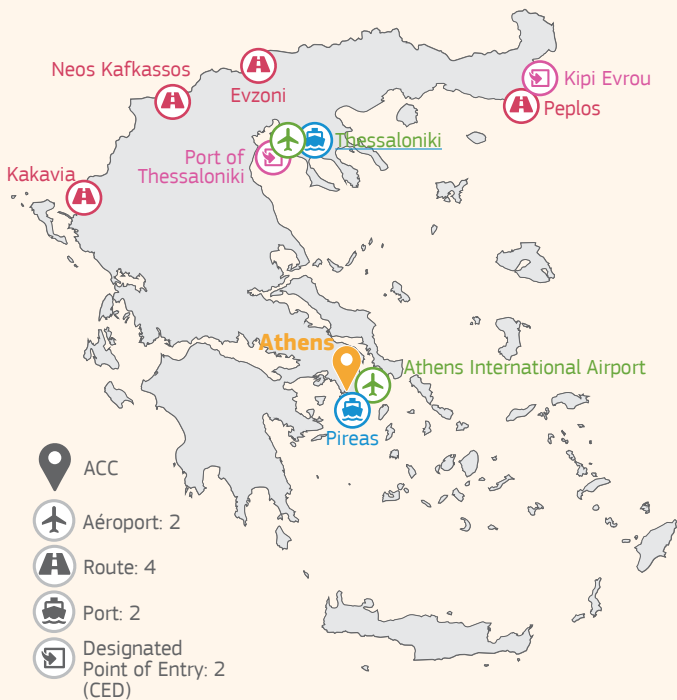 Neos Kafkassos
Evzoni
Kipi Evrou
Peplos
Thessaloniki
Port of
Thessaloniki
Kakavia
Athens
Athens International Airport
Pireas
ACC
Aéroport: 2
Route: 4
Port: 2
Designated
Point of Entry: 2
(CED)